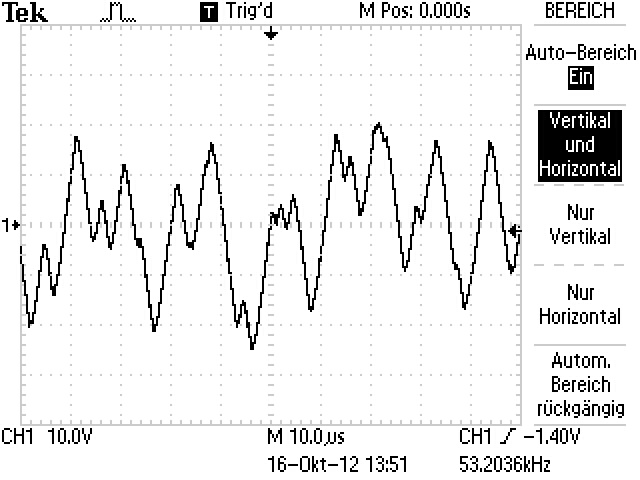 Tek T Trig'd M Pos: 0.000s BEREICH
Auto-Bereich
Ein
Vertikal
und
Horizontal
Nur
Vertikal
1
Nur
Horizontal
Autom.
Bereich
rückgängig
CH1 10.0V M 10.0µs CH1 -1.40V
16-Okt-12 13:51 53.2036kHz